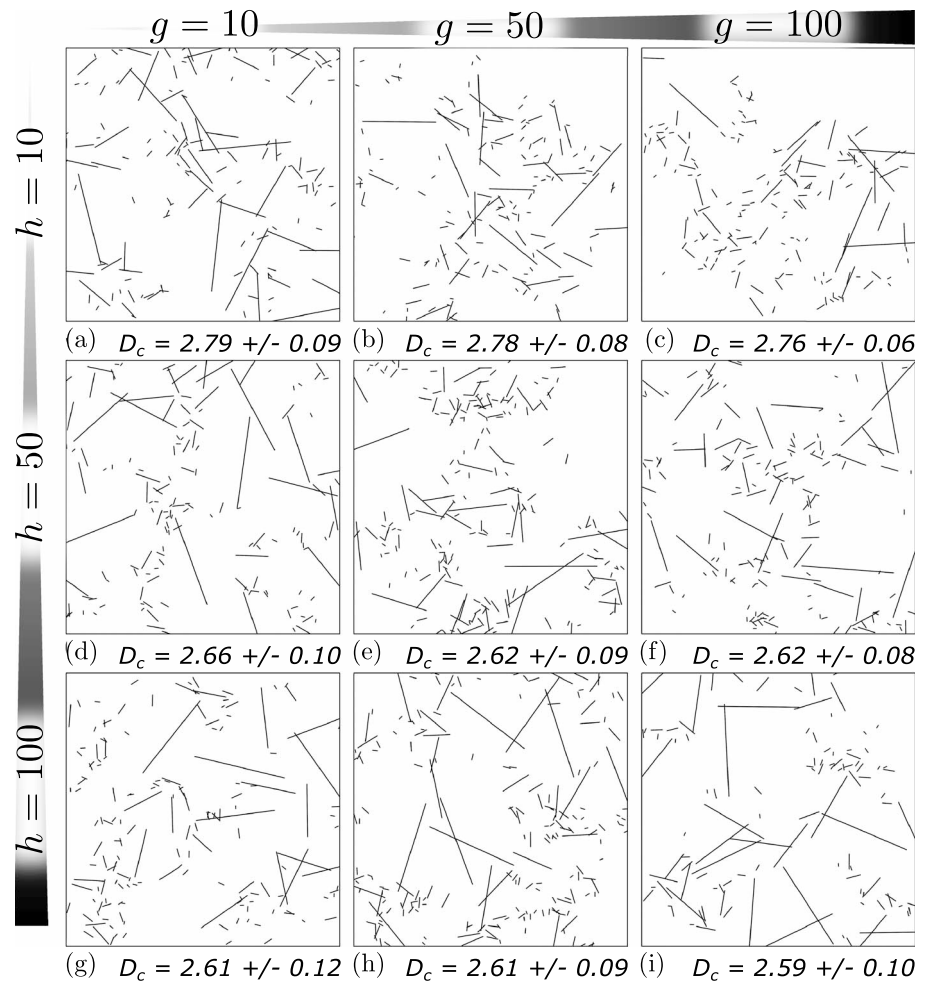 g = 10 g = 50 g = 100
h = 10
(a) D_c = 2.79 +/- 0.09 (b) D_c = 2.78 +/- 0.08 (c) D_c = 2.76 +/- 0.06
h = 50
(d) D_c = 2.66 +/- 0.10 (e) D_c = 2.62 +/- 0.09 (f) D_c = 2.62 +/- 0.08
h = 100
(g) D_c = 2.61 +/- 0.12 (h) D_c = 2.61 +/- 0.09 (i) D_c = 2.59 +/- 0.10